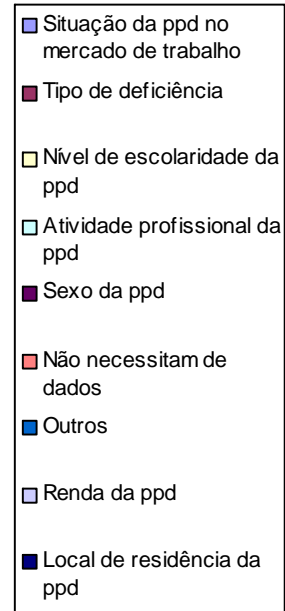 Situação da ppd no
mercado de trabalho
Tipo de deficiência
Nível de escolaridade da
ppd
Atividade profissional da
ppd
Sexo da ppd
Não necessitam de
dados
Outros
Renda da ppd
Local de residência da
ppd